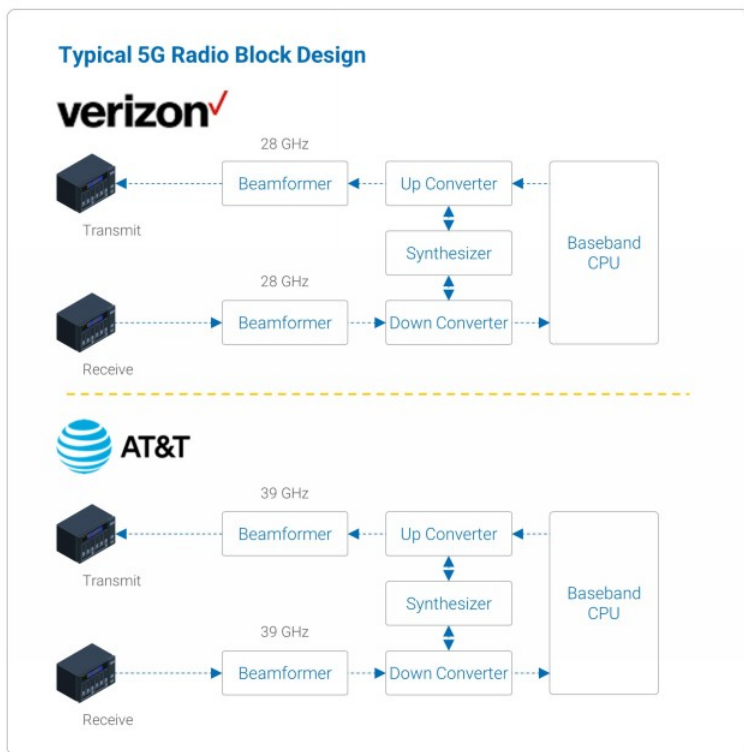 Typical 5G Radio Block Design
verizon
28 GHz
Beamformer
Up Converter
Transmit
Synthesizer
Baseband
CPU
28 GHz
Beamformer
Down Converter
Receive
AT&T
39 GHz
Beamformer
Up Converter
Transmit
Synthesizer
Baseband
CPU
39 GHz
Beamformer
Down Converter
Receive